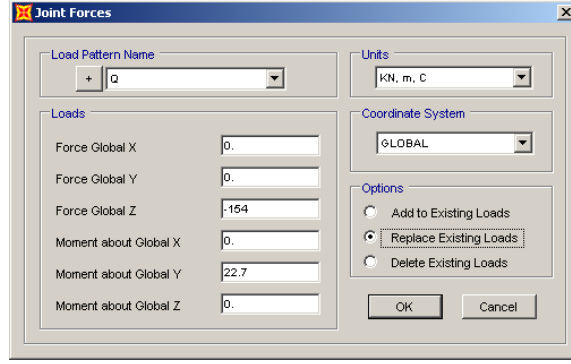 Joint Forces
Load Pattern Name
+ Q
Units
KN, m, C
Loads
Force Global X 0.
Force Global Y 0.
Force Global Z -154
Moment about Global X 0.
Moment about Global Y 22.7
Moment about Global Z 0.
Coordinate System
GLOBAL
Options
Add to Existing Loads
Replace Existing Loads
Delete Existing Loads
OK Cancel